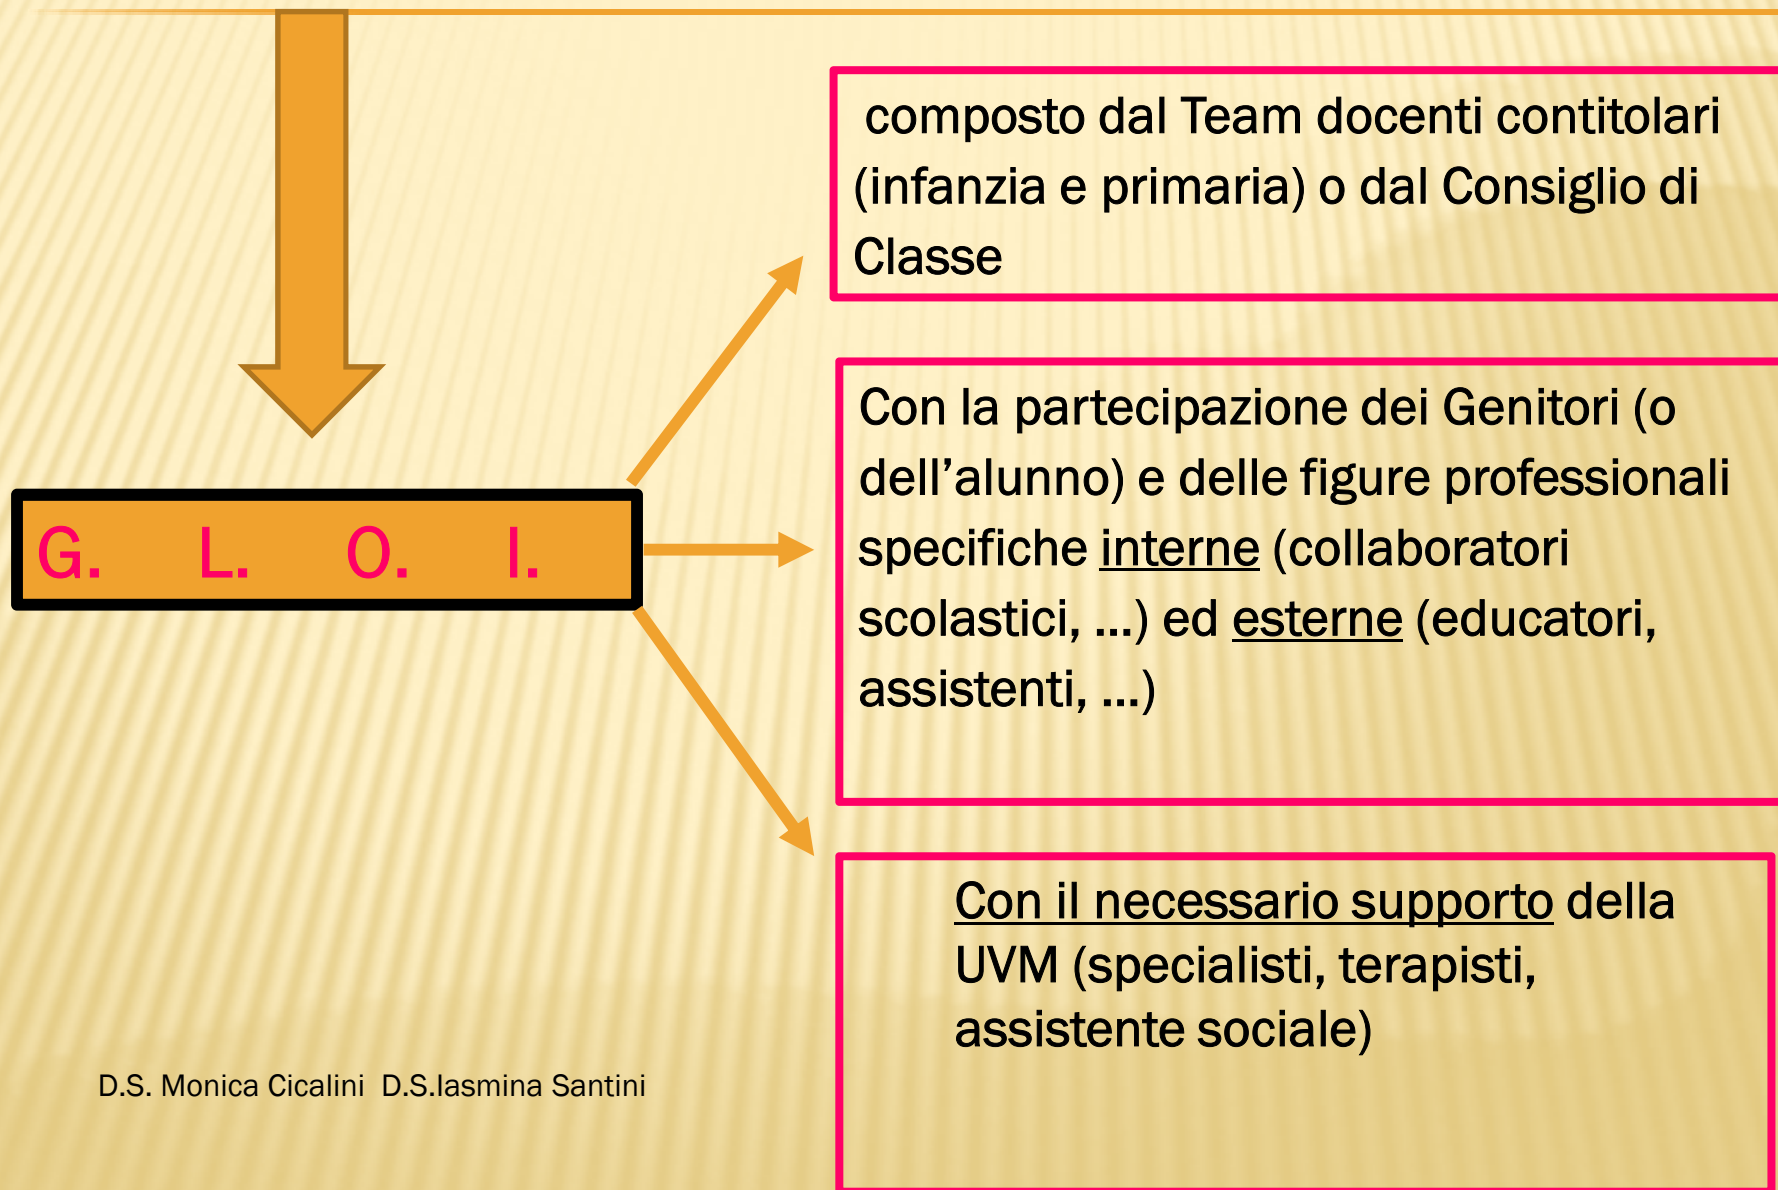 composto dal Team docenti contitolari
(infanzia e primaria) o dal Consiglio di
Classe
Con la partecipazione dei Genitori (o
dell’alunno) e delle figure professionali
specifiche interne (collaboratori
scolastici, ...) ed esterne (educatori,
assistenti, ...)
G. L. O. I.
Con il necessario supporto della
UVM (specialisti, terapisti,
assistente sociale)
D.S. Monica Cicalini D.S.Iasmina Santini